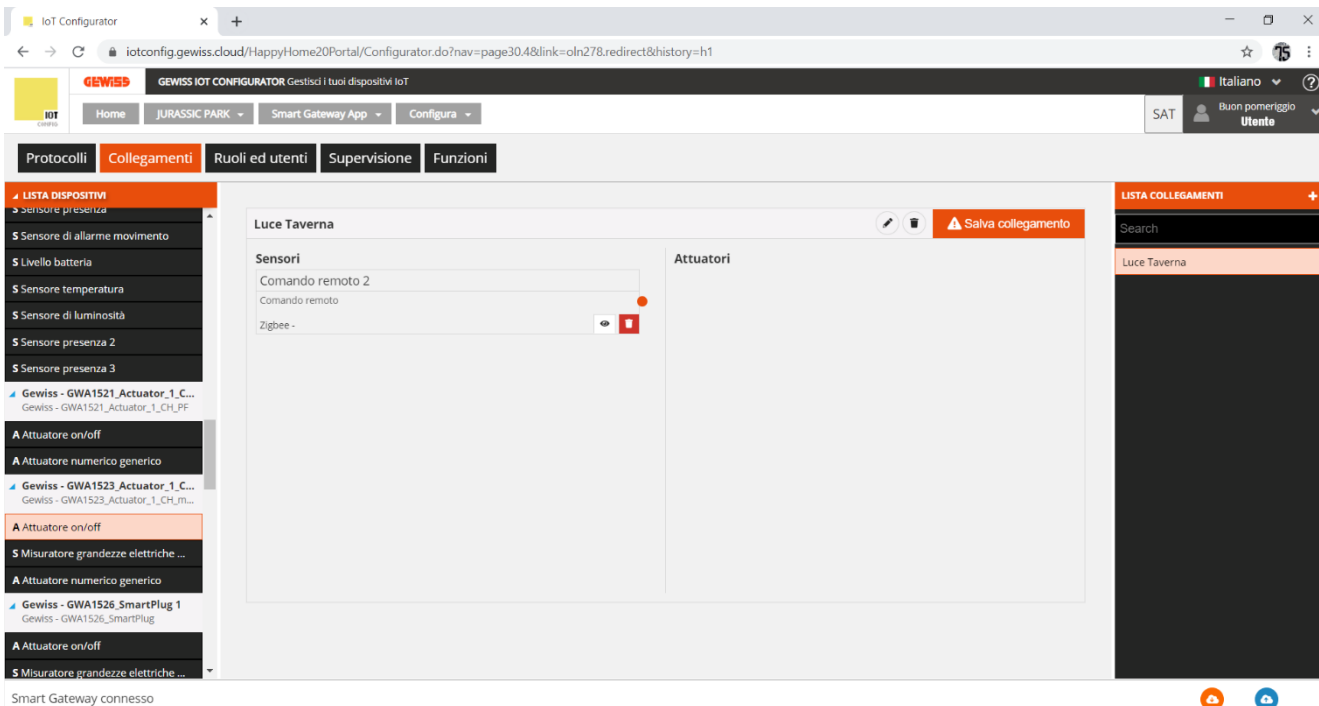 IoT Configurator
iotconfig.gewiss.cloud/HappyHome20Portal/Configurator.do?nav=page30.4&link=oln278.redirect&history=h1
IOT
GEWISS
GEWISS IOT CONFIGURATOR Gestisci i tuoi dispositivi IoT
Italiano
Home
JURASSIC PARK
Smart Gateway App
Configura
SAT
Buon pomeriggio
Utente
Protocolli
Collegamenti
Ruoli ed utenti
Supervisione
Funzioni
LISTA DISPOSITIVI
S Sensore presenza
S Sensore di allarme movimento
S Livello batteria
S Sensore temperatura
S Sensore di luminosità
S Sensore presenza 2
S Sensore presenza 3
Gewiss - GWA1521_Actuator_1_C...
Gewiss - GWA1521_Actuator_1_CH_PF
A Attuatore on/off
A Attuatore numerico generico
Gewiss - GWA1523_Actuator_1_C...
Gewiss - GWA1523_Actuator_1_CH_m...
A Attuatore on/off
S Misuratore grandezze elettriche ...
A Attuatore numerico generico
Gewiss - GWA1526_SmartPlug 1
Gewiss - GWA1526_SmartPlug
A Attuatore on/off
S Misuratore grandezze elettriche ...
Luce Taverna
Salva collegamento
Sensori
Comando remoto 2
Comando remoto
Zigbee -
Attuatori
LISTA COLLEGAMENTI
Search
Luce Taverna
Smart Gateway connesso